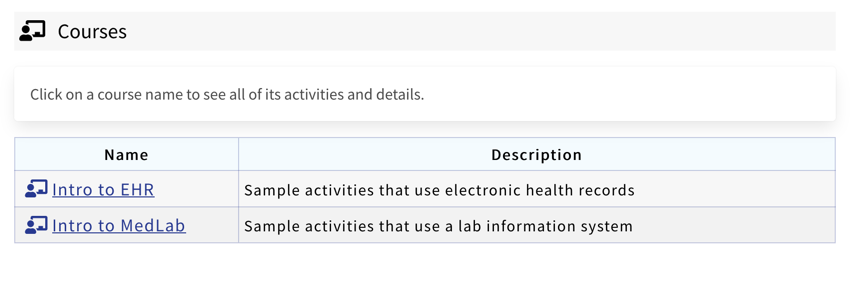 Courses
Click on a course name to see all of its activities and details.
Name Description
Intro to EHR Sample activities that use electronic health records
Intro to MedLab Sample activities that use a lab information system